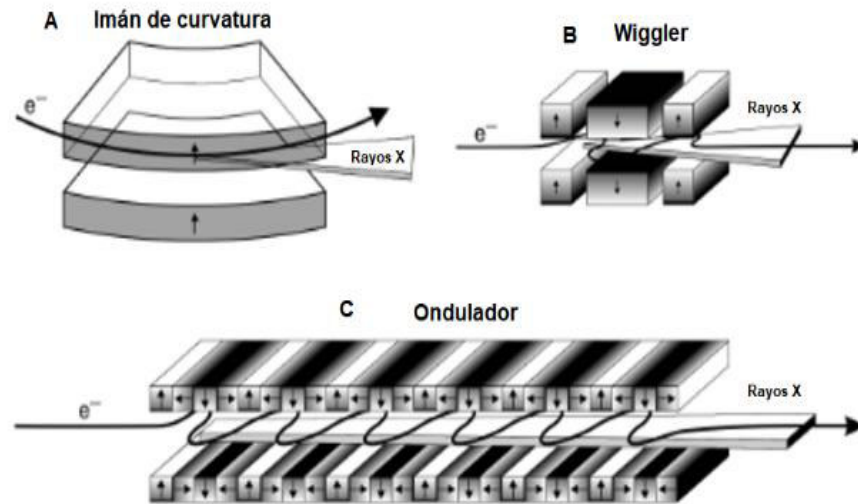 A Imán de curvatura
e−
Rayos X
B Wiggler
Rayos X
e−
C Ondulador
Rayos X
e−